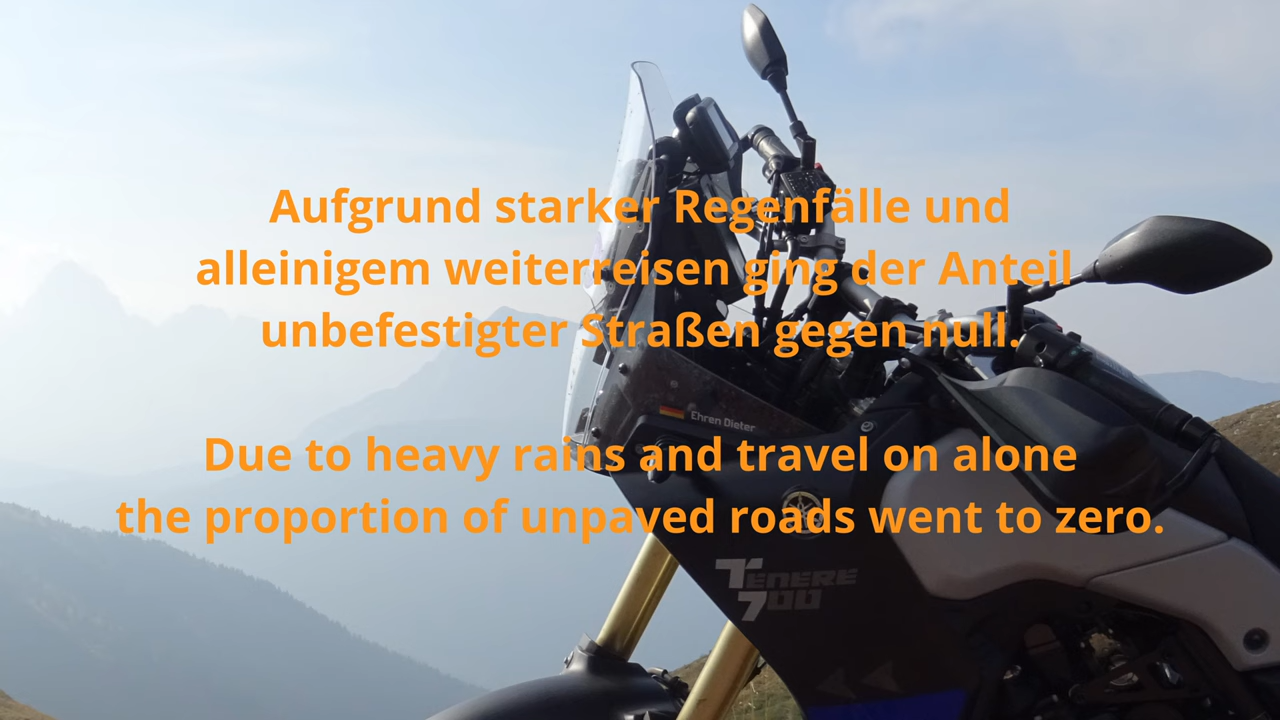 Aufgrund starker Regenfälle und
alleinigem weiterreisen ging der Anteil
unbefestigter Straßen gegen null.
Ehren Dieter
Due to heavy rains and travel on alone
the proportion of unpaved roads went to zero.
TENERE
700